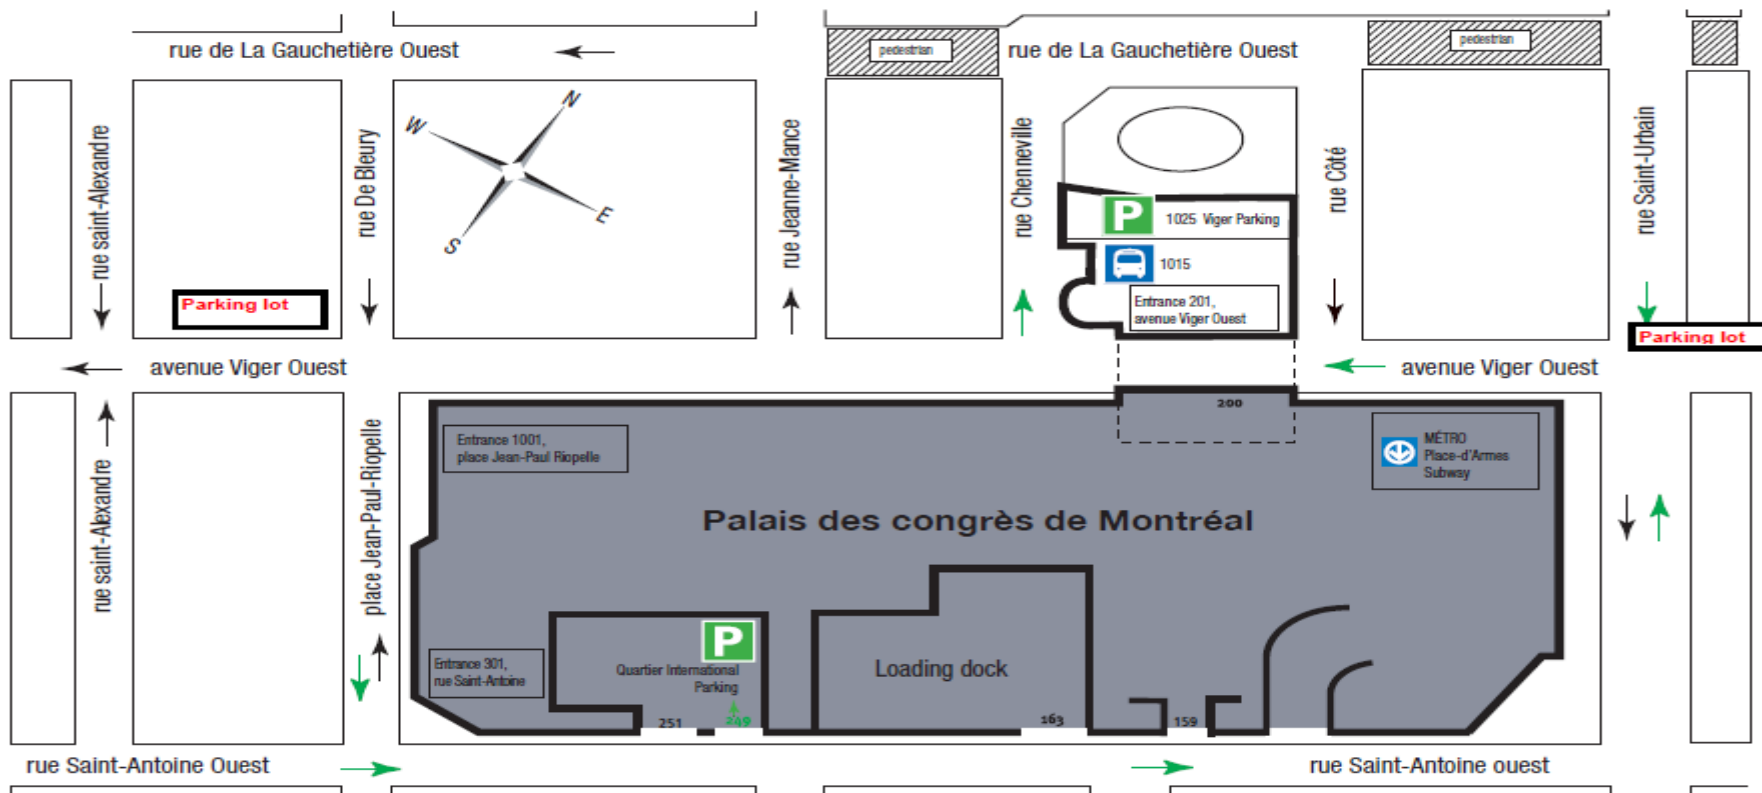 rue de La Gauchetière Ouest
pedestrian
rue de La Gauchetière Ouest
pedestrian
N
W
E
S
rue saint-Alexandre
rue De Bleury
rue Jeanne-Mance
rue Chenneville
rue Côté
rue Saint-Urbain
P
1025 Viger Parking
1015
Entrance 201,
avenue Viger Ouest
Parking lot
Parking lot
avenue Viger Ouest
avenue Viger Ouest
200
Entrance 1001,
place Jean-Paul Riopelle
MÉTRO
Place-d'Armes
Subway
rue saint-Alexandre
place Jean-Paul-Riopelle
Palais des congrès de Montréal
P
Quartier International
Parking
Entrance 301,
rue Saint-Antoine
Loading dock
251
249
163
159
rue Saint-Antoine Ouest
rue Saint-Antoine ouest